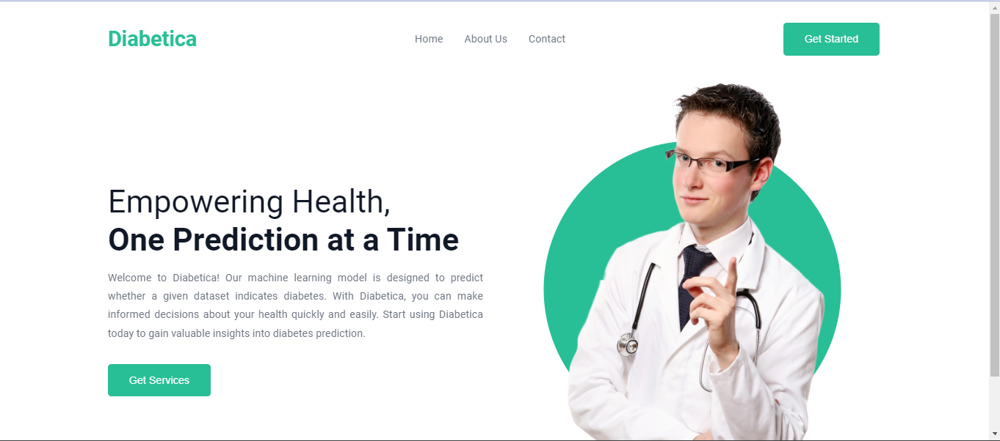 Diabetica
Home
About Us
Contact
Get Started
Empowering Health,
One Prediction at a Time
Welcome to Diabetica! Our machine learning model is designed to predict
whether a given dataset indicates diabetes. With Diabetica, you can make
informed decisions about your health quickly and easily. Start using Diabetica
today to gain valuable insights into diabetes prediction.
Get Services